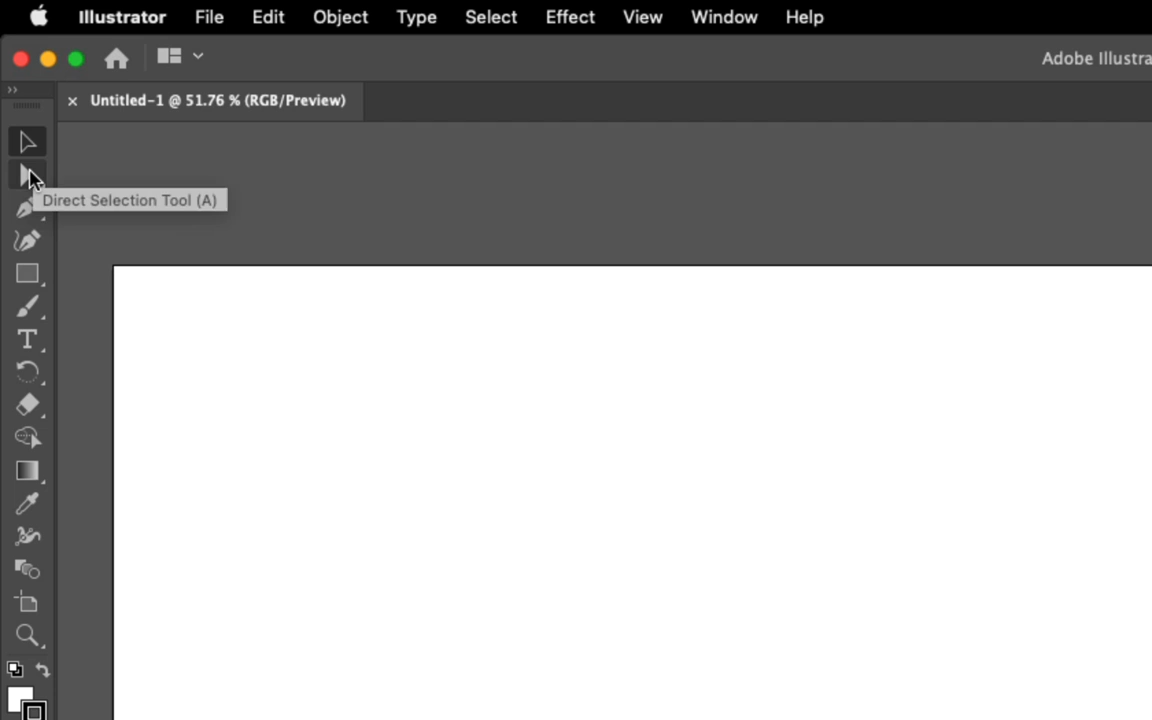 Illustrator File Edit Object Type Select Effect View Window Help
Adobe Illustra
Untitled-1 @ 51.76 % (RGB/Preview)
Direct Selection Tool (A)